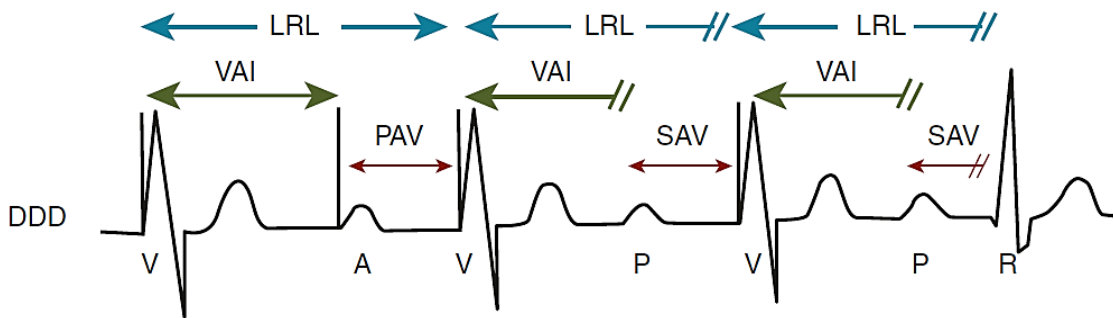 LRL LRL LRL
VAI VAI VAI
PAV SAV SAV
DDD
V A V P V P R